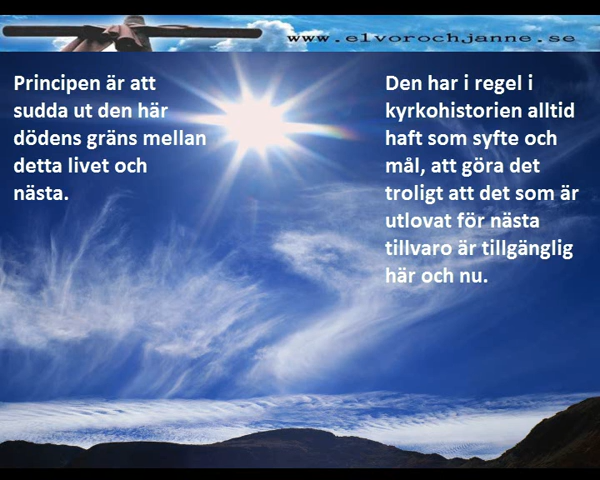 www.elvorochjanne.se
Principen är att
sudda ut den här
dödens gräns mellan
detta livet och
nästa.
Den har i regel i
kyrkohistorien alltid
haft som syfte och
mål, att göra det
troligt att det som är
utlovat för nästa
tillvaro är tillgänglig
här och nu.